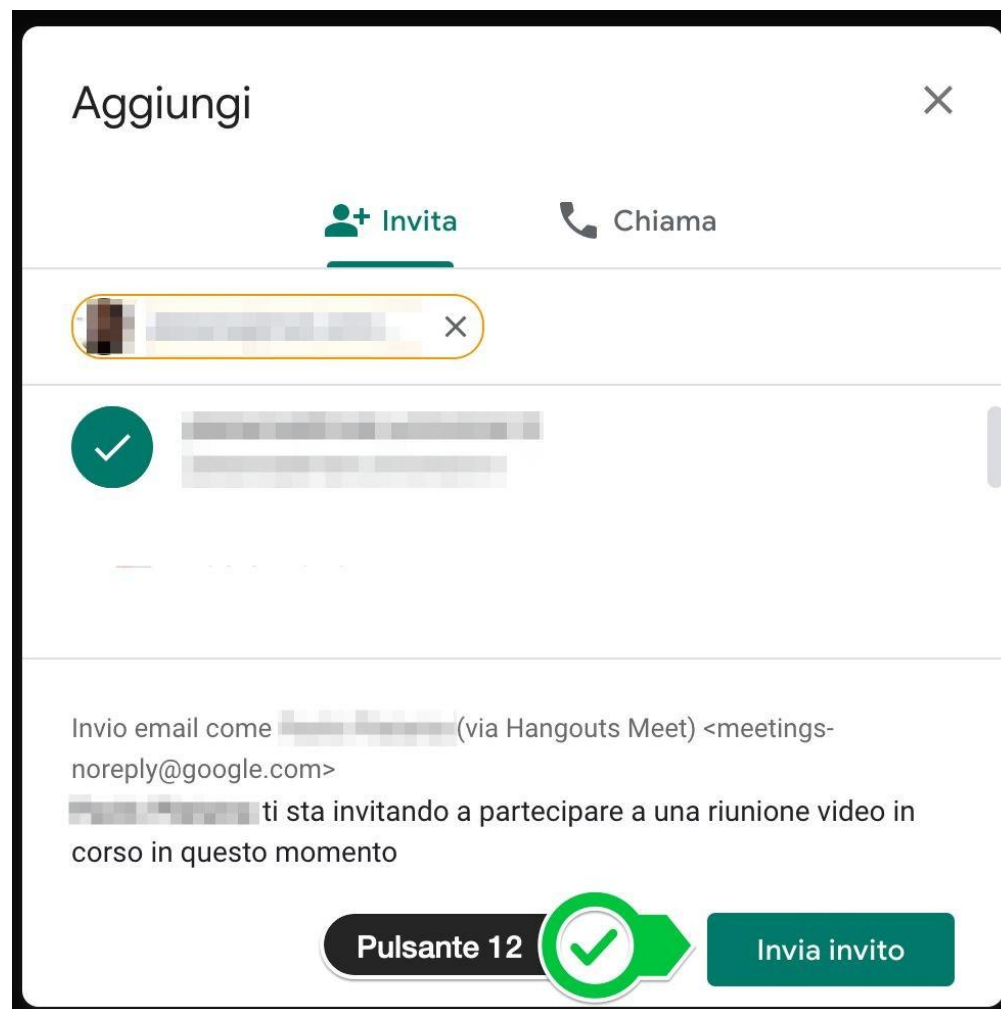 Aggiungi
Invita
Chiama
Invio email come (via Hangouts Meet) <meetings-
noreply@google.com>
ti sta invitando a partecipare a una riunione video in
corso in questo momento
Pulsante 12
Invia invito